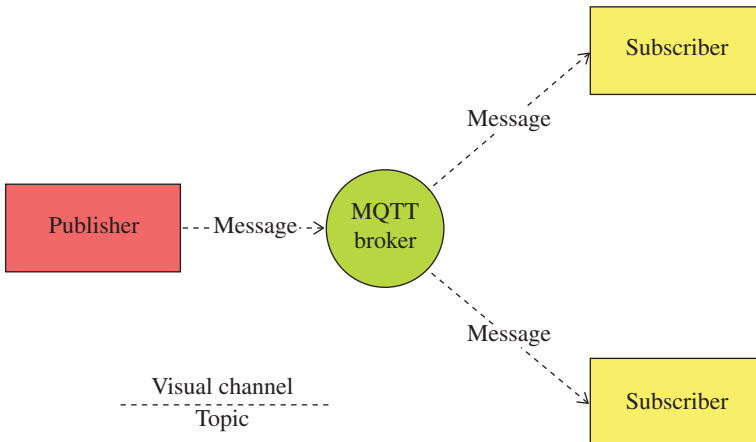 Subscriber
Message
Publisher
Message
MQTT
broker
Message
Visual channel
Topic
Subscriber